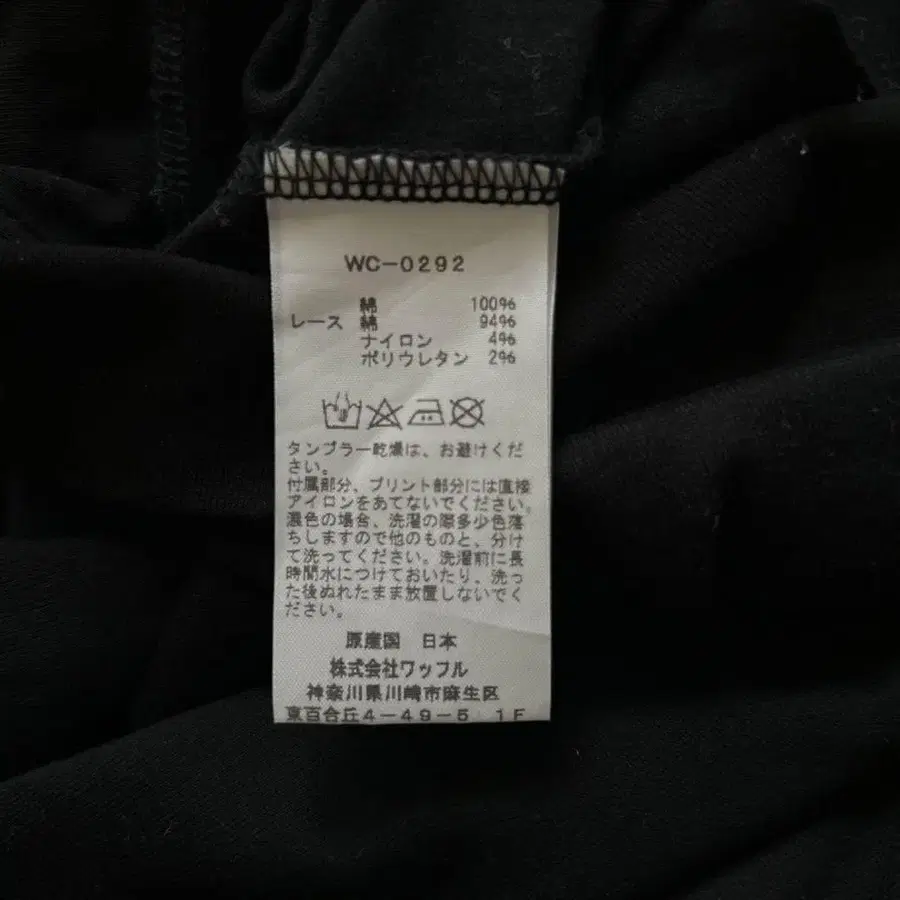 WC-0292
綿 100%
レース 綿 94%
ナイロン 4%
ポリウレタン 2%
タンブラー乾燥は、お避けくだ
さい。
付属部分、プリント部分には直接
アイロンをあてないでください。
濃色の場合、洗濯の際多少色落
ちしますので他のものと、分け
て洗ってください。洗濯前に長
時間水につけておいたり、洗っ
た後ぬれたまま放置しないでく
ださい。
原産国 日本
株式会社ワッフル
神奈川県川崎市麻生区
東百合丘4-49-5 1F